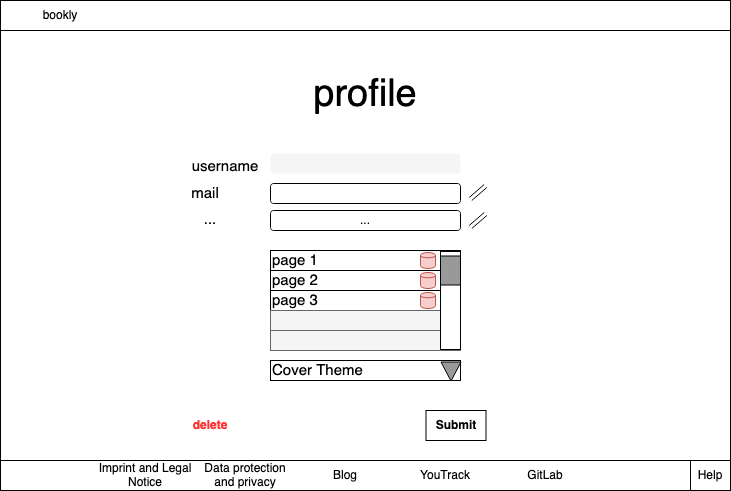 bookly
profile
username
mail
...
...
page 1
page 2
page 3
Cover Theme
delete
Submit
Imprint and Legal
Notice
Data protection
and privacy
Blog
YouTrack
GitLab
Help